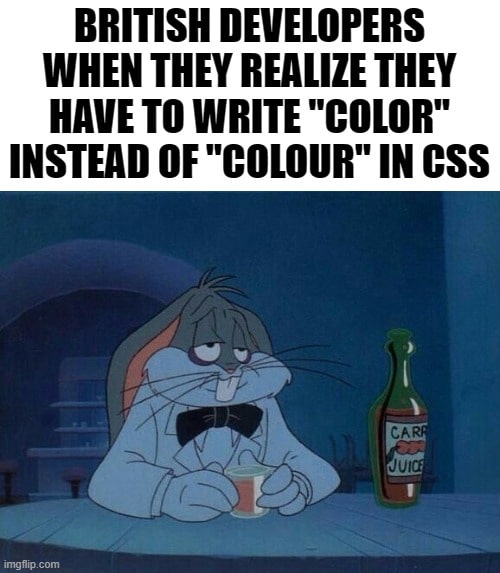 BRITISH DEVELOPERS
WHEN THEY REALIZE THEY
HAVE TO WRITE "COLOR"
INSTEAD OF "COLOUR" IN CSS
CARR
JUICE
imgflip.com